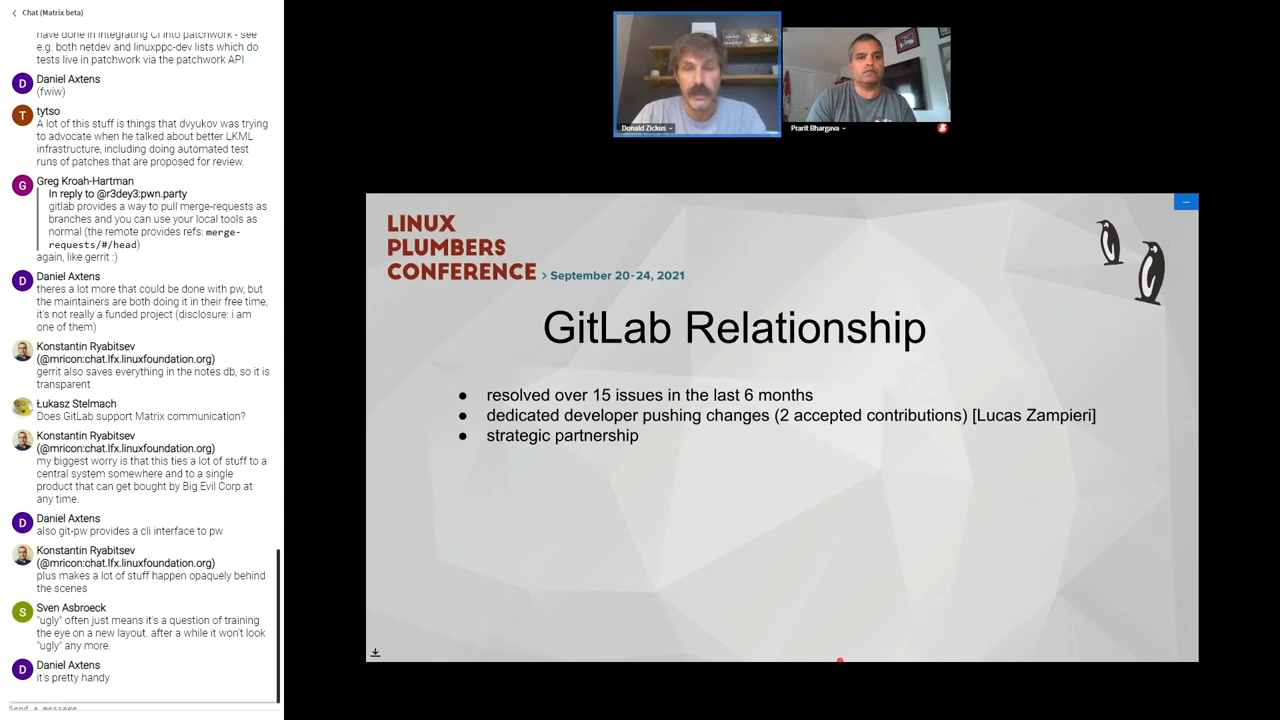 Chat (Matrix beta)
have done in integrating CI into patchwork - see
e.g. both netdev and linuxppc-dev lists which do
tests live in patchwork via the patchwork API
D
Daniel Axtens
(fwiw)
T
tytso
A lot of this stuff is things that dvyukov was trying
to advocate when he talked about better LKML
infrastructure, including doing automated test
runs of patches that are proposed for review.
G
Greg Kroah-Hartman
In reply to @r3dey3:pwn.party
gitlab provides a way to pull merge-requests as
branches and you can use your local tools as
normal (the remote provides refs: merge-
requests/#/head)
again, like gerrit :)
D
Daniel Axtens
theres a lot more that could be done with pw, but
the maintainers are both doing it in their free time,
it's not really a funded project (disclosure: i am
one of them)
Konstantin Ryabitsev
(@mricon:chat.lfx.linuxfoundation.org)
gerrit also saves everything in the notes db, so it is
transparent
Łukasz Stelmach
Does GitLab support Matrix communication?
Konstantin Ryabitsev
(@mricon:chat.lfx.linuxfoundation.org)
my biggest worry is that this ties a lot of stuff to a
central system somewhere and to a single
product that can get bought by Big Evil Corp at
any time.
D
Daniel Axtens
also git-pw provides a cli interface to pw
Konstantin Ryabitsev
(@mricon:chat.lfx.linuxfoundation.org)
plus makes a lot of stuff happen opaquely behind
the scenes
S
Sven Asbroeck
"ugly" often just means it's a question of training
the eye on a new layout. after a while it won't look
"ugly" any more.
D
Daniel Axtens
it's pretty handy
Send a message
Donald Zickus
Prarit Bhargava
LINUX
PLUMBERS
CONFERENCE > September 20-24, 2021
GitLab Relationship
● resolved over 15 issues in the last 6 months
● dedicated developer pushing changes (2 accepted contributions) [Lucas Zampieri]
● strategic partnership